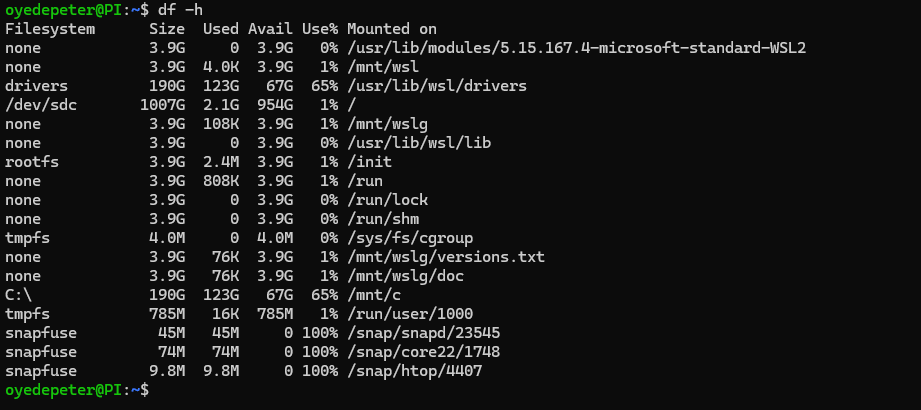 oyedepeter@PI:~$ df -h
Filesystem      Size  Used Avail Use% Mounted on
none            3.9G     0  3.9G   0% /usr/lib/modules/5.15.167.4-microsoft-standard-WSL2
none            3.9G  4.0K  3.9G   1% /mnt/wsl
drivers         190G  123G   67G  65% /usr/lib/wsl/drivers
/dev/sdc       1007G  2.1G  954G   1% /
none            3.9G  108K  3.9G   1% /mnt/wslg
none            3.9G     0  3.9G   0% /usr/lib/wsl/lib
rootfs          3.9G  2.4M  3.9G   1% /init
none            3.9G  808K  3.9G   1% /run
none            3.9G     0  3.9G   0% /run/lock
none            3.9G     0  3.9G   0% /run/shm
tmpfs           4.0M     0  4.0M   0% /sys/fs/cgroup
none            3.9G   76K  3.9G   1% /mnt/wslg/versions.txt
none            3.9G   76K  3.9G   1% /mnt/wslg/doc
C:\             190G  123G   67G  65% /mnt/c
tmpfs           785M   16K  785M   1% /run/user/1000
snapfuse         45M   45M     0 100% /snap/snapd/23545
snapfuse         74M   74M     0 100% /snap/core22/1748
snapfuse        9.8M  9.8M     0 100% /snap/htop/4407
oyedepeter@PI:~$